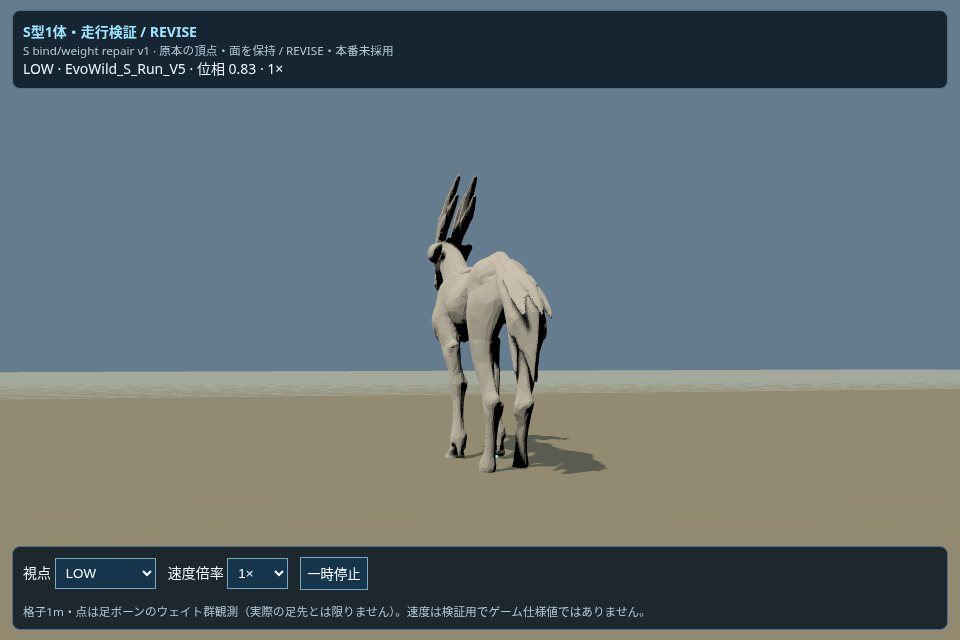 S型1体・走行検証 / REVISE
S bind/weight repair v1 · 原本の頂点・面を保持 / REVISE・本番未採用
LOW · EvoWild_S_Run_V5 · 位相 0.83 · 1×
視点 LOW 速度倍率 1× 一時停止
格子1m・点は足ボーンのウェイト群観測（実際の足先とは限りません）。速度は検証用でゲーム仕様値ではありません。